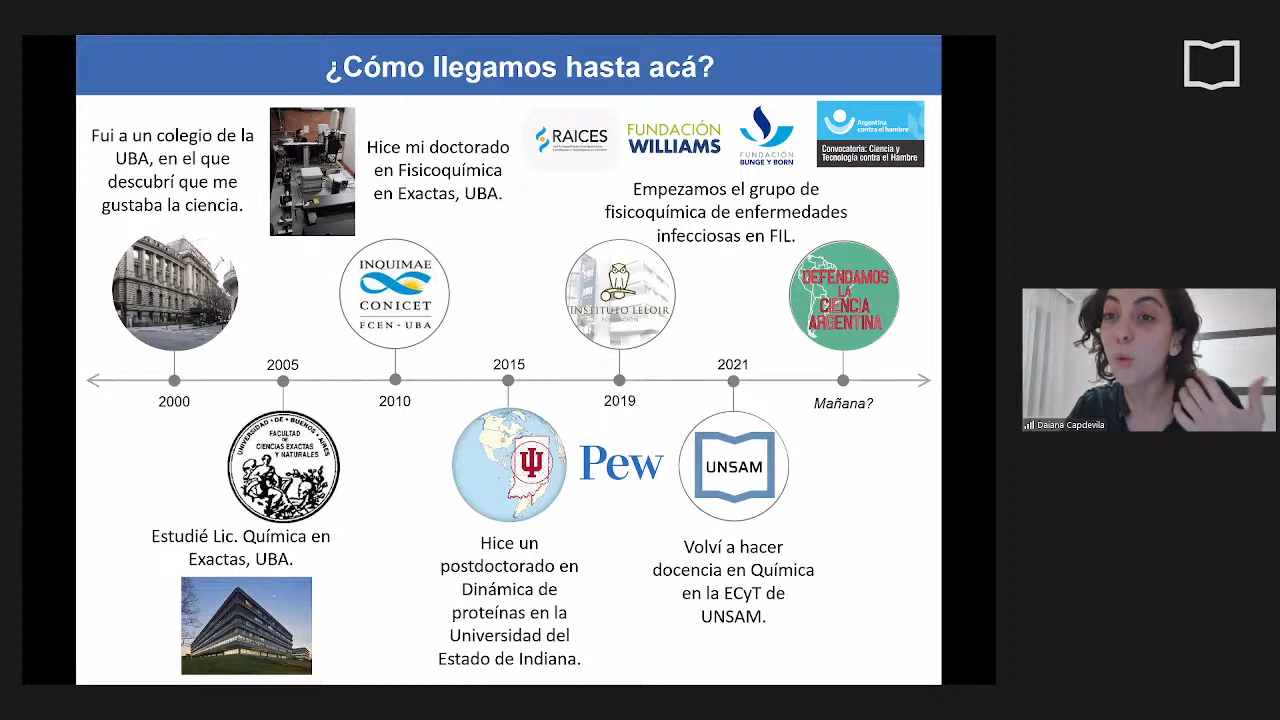 ¿Cómo llegamos hasta acá?
Fui a un colegio de la
UBA, en el que
descubrí que me
gustaba la ciencia.
Hice mi doctorado
en Fisicoquímica
en Exactas, UBA.
RAICES
FUNDACIÓN
WILLIAMS
FUNDACIÓN
BUNGE Y BORN
Argentina
contra el hambre
Convocatoria: Ciencia y
Tecnología contra el Hambre
Empezamos el grupo de
fisicoquímica de enfermedades
infecciosas en FIL.
INQUIMAE
CONICET
FCEN-UBA
INSTITUTO LELOIR
FUNDACIÓN
DEFENDAMOS
LA
CIENCIA
ARGENTINA
2000
2005
2010
2015
2019
2021
Mañana?
UNIVERSIDAD · DE · BUENOS · AIRES
FACULTAD
DE
CIENCIAS EXACTAS
Y NATURALES
Pew
UNSAM
Estudié Lic. Química en
Exactas, UBA.
Hice un
postdoctorado en
Dinámica de
proteínas en la
Universidad del
Estado de Indiana.
Volví a hacer
docencia en Química
en la ECyT de
UNSAM.
Daiana Capdevila